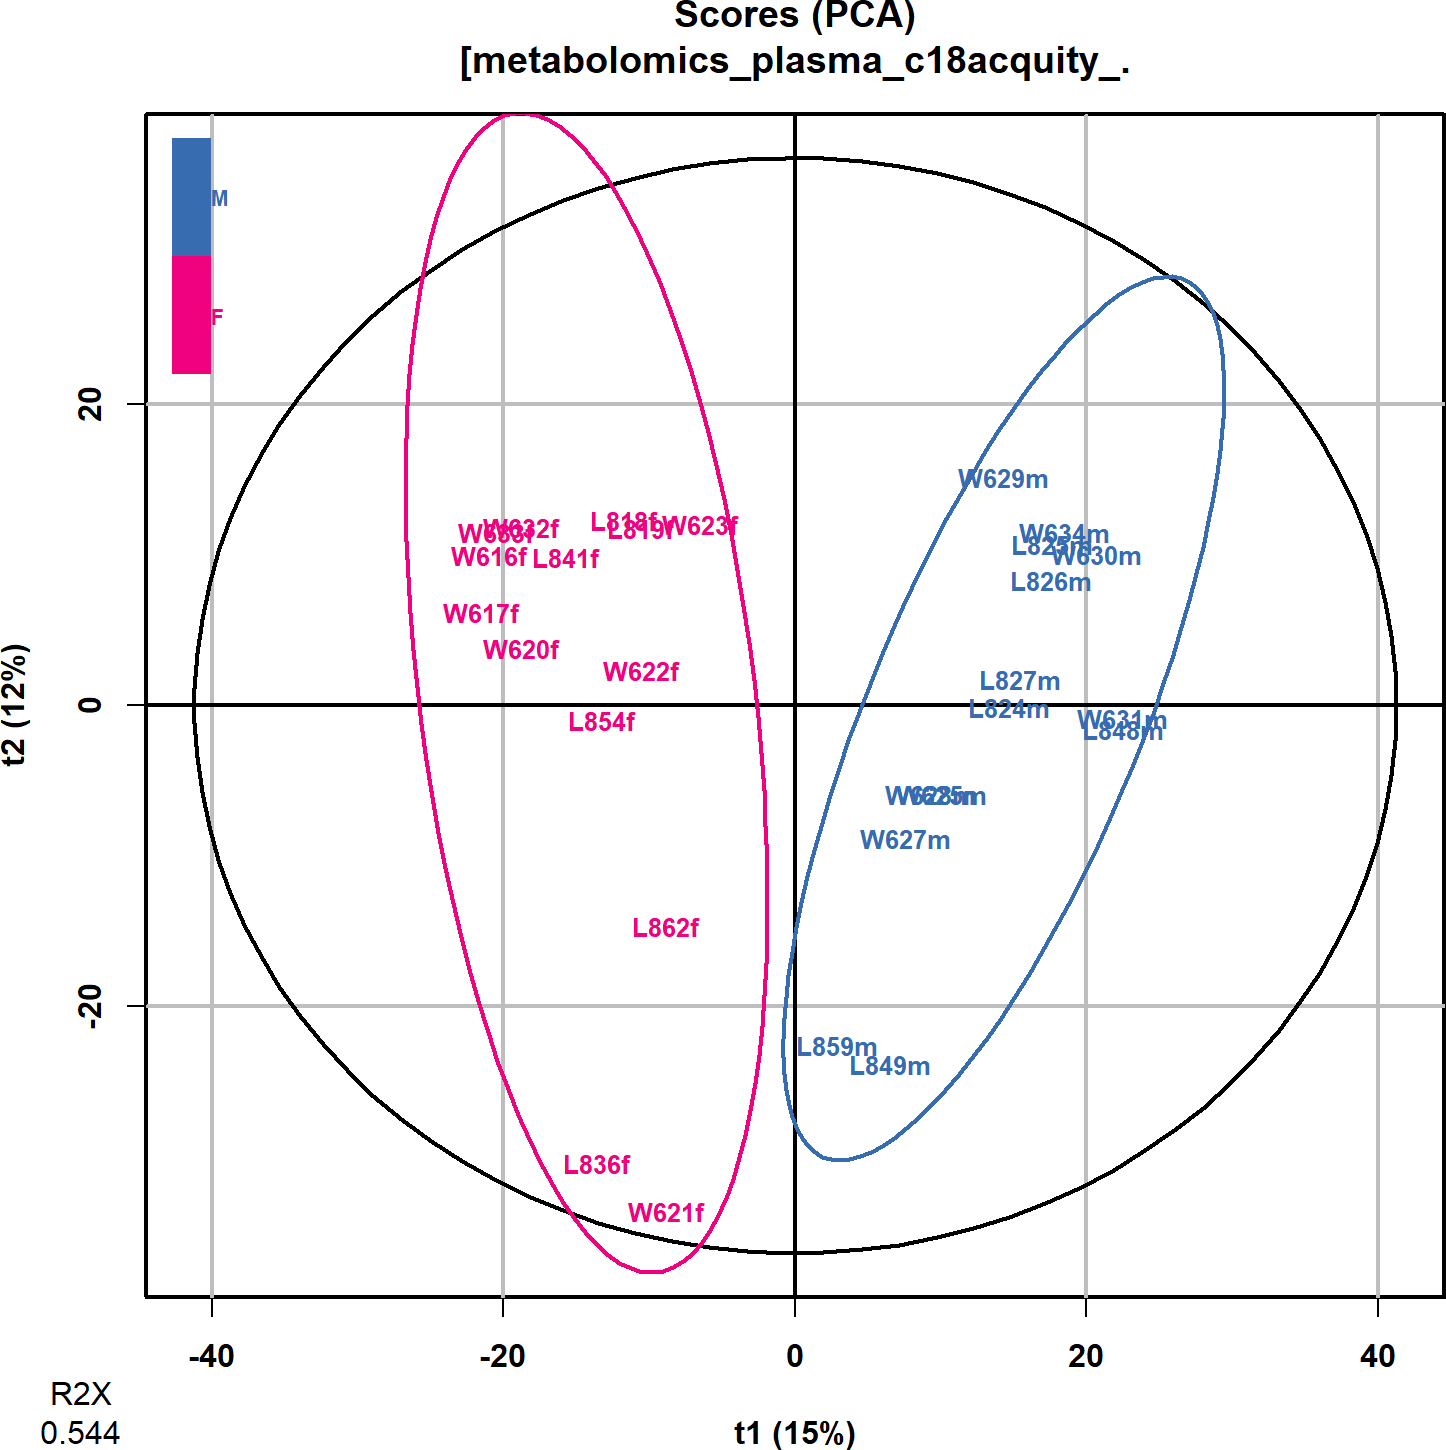 Scores (PCA)
[metabolomics_plasma_c18acquity_.
M
F
20
0
-20
t2 (12%)
W629m
L818f
W632f
L819f
W623f
W634m
W616f
L841f
W630m
L826m
W617f
W620f
W622f
L827m
L824m
L854f
W631m
L848m
W627m
L862f
L859m
L849m
L836f
W621f
-40
-20
0
20
40
R2X
0.544
t1 (15%)